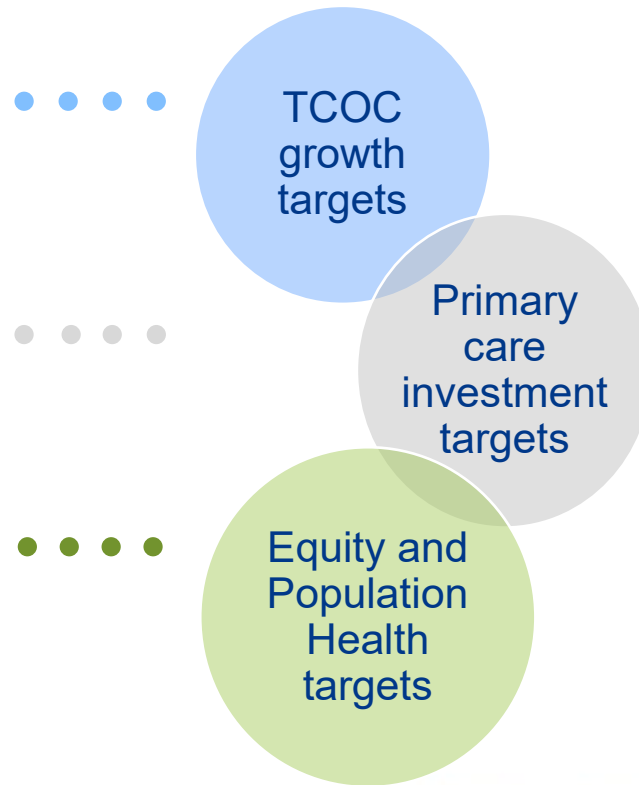 TCOC
growth
targets
Primary
care
investment
targets
Equity and
Population
Health
targets